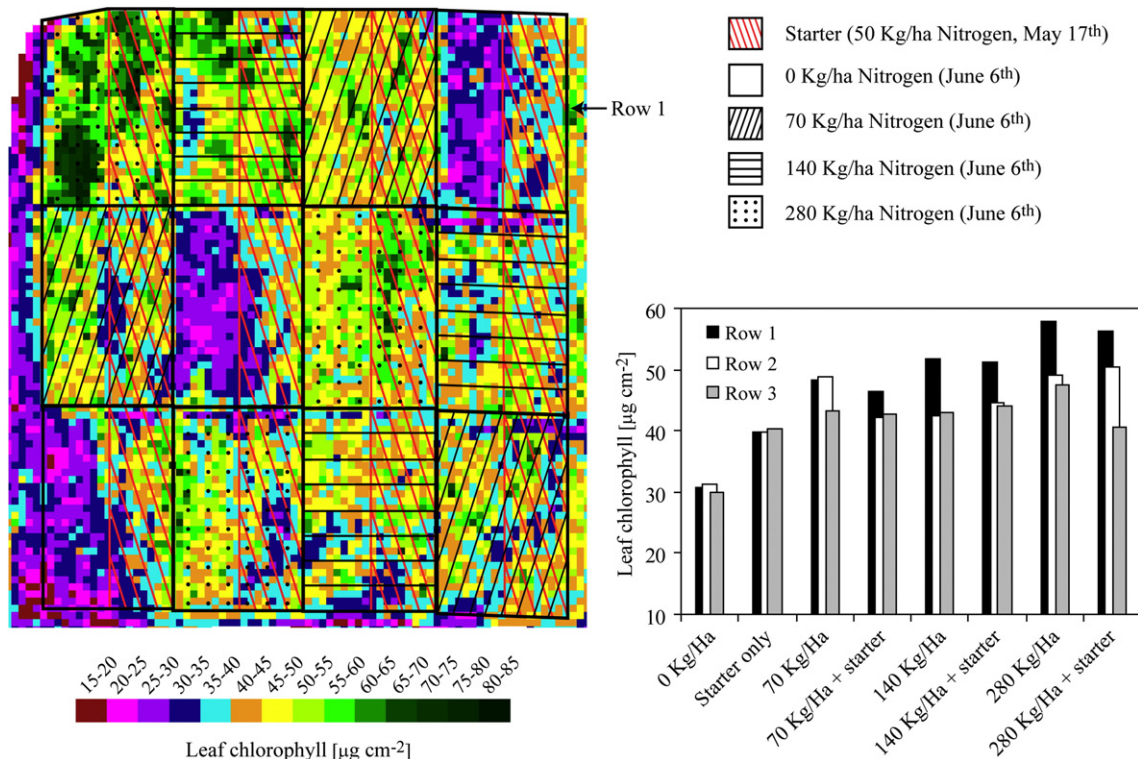 Starter (50 Kg/ha Nitrogen, May 17th)
0 Kg/ha Nitrogen (June 6th)
70 Kg/ha Nitrogen (June 6th)
140 Kg/ha Nitrogen (June 6th)
280 Kg/ha Nitrogen (June 6th)
Row 1
15-20
20-25
25-30
30-35
35-40
40-45
45-50
50-55
55-60
60-65
65-70
70-75
75-80
80-85
Leaf chlorophyll [μg cm-2]
Leaf chlorophyll [μg cm-2]
60
50
40
30
20
10
Row 1
Row 2
Row 3
0 Kg/Ha
Starter only
70 Kg/Ha
70 Kg/Ha + starter
140 Kg/Ha
140 Kg/Ha + starter
280 Kg/Ha
280 Kg/Ha + starter